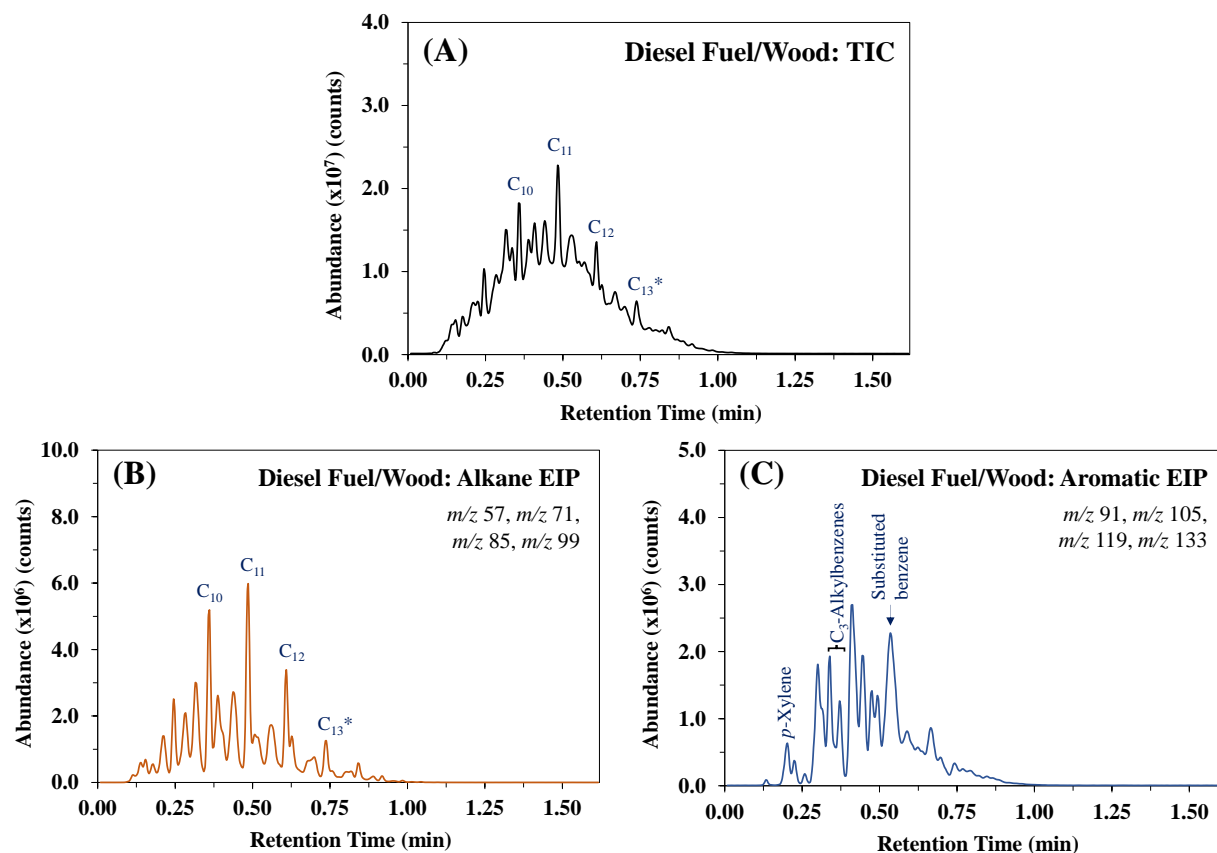 (A)
Diesel Fuel/Wood: TIC
Abundance (x10⁷) (counts)
4.0
3.0
2.0
1.0
0.0
C₁₀
C₁₁
C₁₂
C₁₃*
0.00 0.25 0.50 0.75 1.00 1.25 1.50
Retention Time (min)
(B)
Diesel Fuel/Wood: Alkane EIP
m/z 57, m/z 71,
m/z 85, m/z 99
Abundance (x10⁶) (counts)
10.0
8.0
6.0
4.0
2.0
0.0
C₁₀
C₁₁
C₁₂
C₁₃*
0.00 0.25 0.50 0.75 1.00 1.25 1.50
Retention Time (min)
(C)
Diesel Fuel/Wood: Aromatic EIP
m/z 91, m/z 105,
m/z 119, m/z 133
Abundance (x10⁶) (counts)
5.0
4.0
3.0
2.0
1.0
0.0
p-Xylene
C₃-Alkylbenzenes
Substituted
benzene
0.00 0.25 0.50 0.75 1.00 1.25 1.50
Retention Time (min)